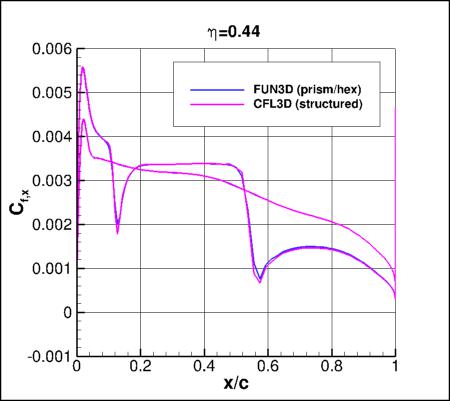 η=0.44
0.006
0.005
0.004
0.003
0.002
0.001
0
-0.001
C_f,x
FUN3D (prism/hex)
CFL3D (structured)
0 0.2 0.4 0.6 0.8 1
x/c